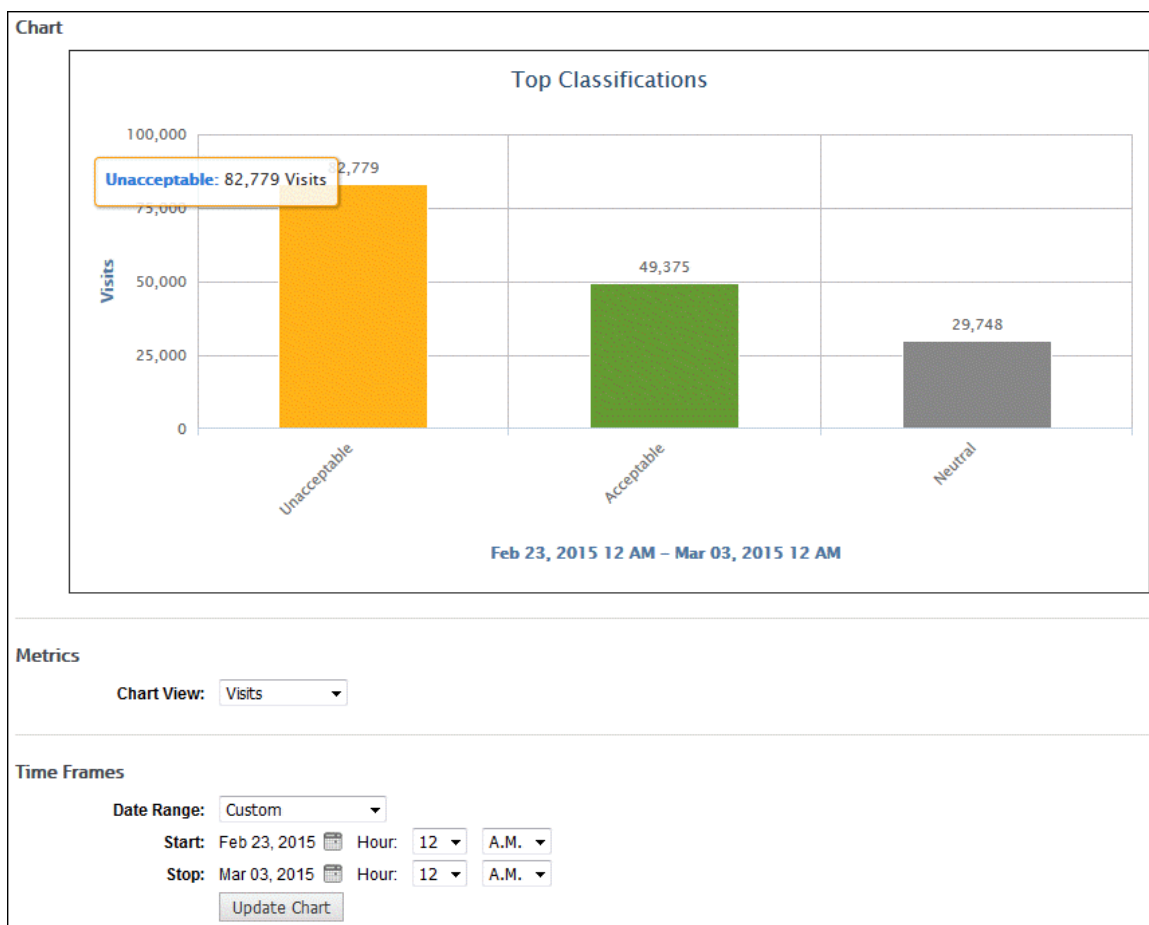 Chart
Top Classifications
100,000
82,779
Unacceptable: 82,779 Visits
75,000
Visits
50,000
49,375
29,748
25,000
0
Unacceptable
Acceptable
Neutral
Feb 23, 2015 12 AM – Mar 03, 2015 12 AM
Metrics
Chart View: Visits
Time Frames
Date Range: Custom
Start: Feb 23, 2015 Hour: 12 A.M.
Stop: Mar 03, 2015 Hour: 12 A.M.
Update Chart